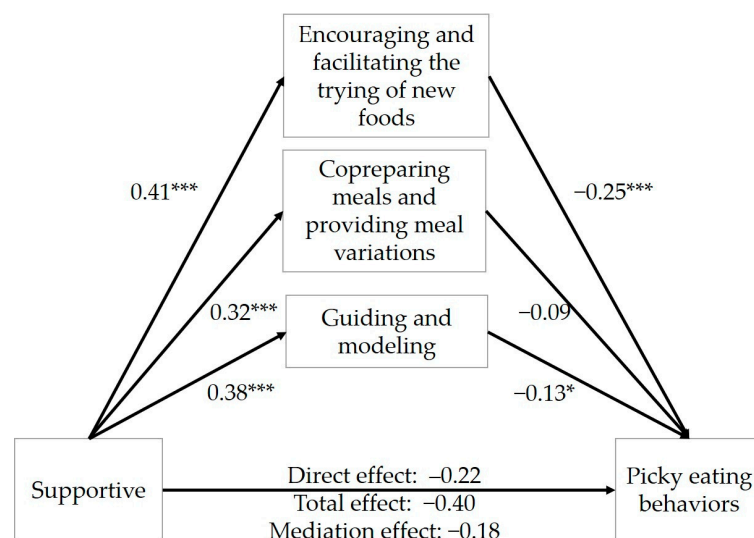 Encouraging and
facilitating the
trying of new
foods
0.41***
−0.25***
Copreparing
meals and
providing meal
variations
0.32***
−0.09
Guiding and
modeling
0.38***
−0.13*
Supportive
Direct effect: −0.22
Total effect: −0.40
Mediation effect: −0.18
Picky eating
behaviors